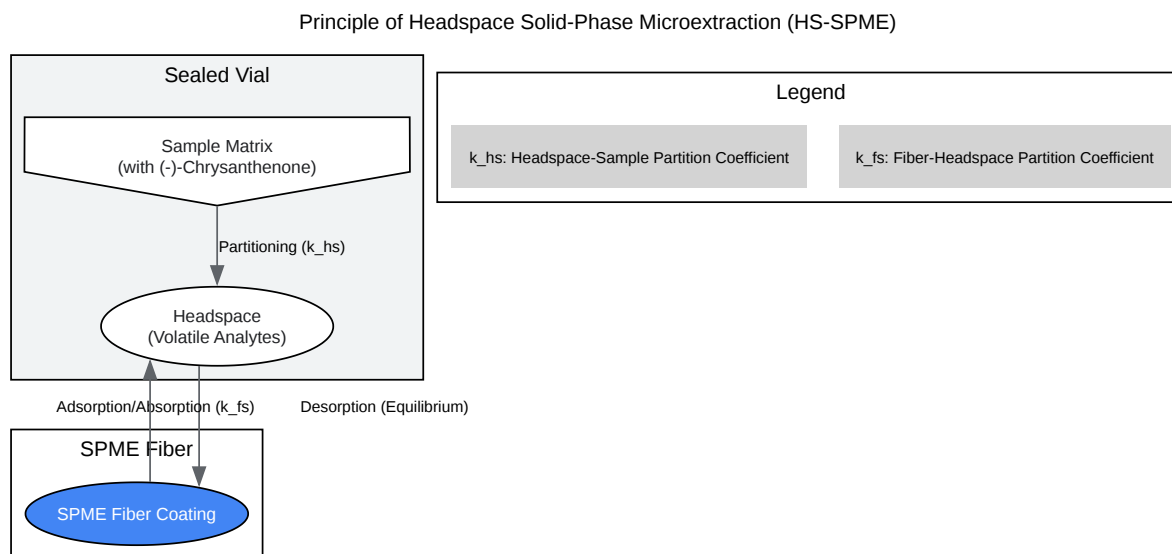 Principle of Headspace Solid-Phase Microextraction (HS-SPME)
Sealed Vial
Sample Matrix
(with (-)-Chrysanthenone)
Partitioning (k_hs)
Headspace
(Volatile Analytes)
Adsorption/Absorption (k_fs)
Desorption (Equilibrium)
SPME Fiber
SPME Fiber Coating
Legend
k_hs: Headspace-Sample Partition Coefficient
k_fs: Fiber-Headspace Partition Coefficient